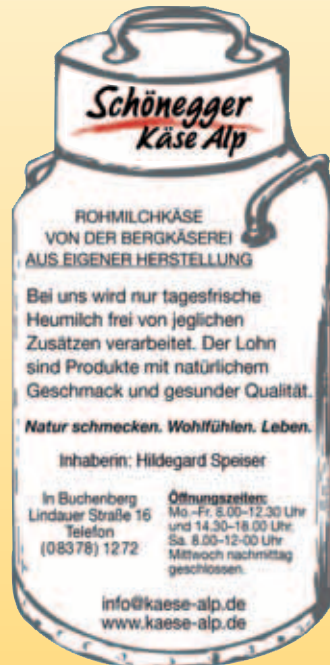 Schönegger
Käse Alp
ROHMILCHKÄSE
VON DER BERGKÄSEREI
AUS EIGENER HERSTELLUNG
Bei uns wird nur tagesfrische
Heumilch frei von jeglichen
Zusätzen verarbeitet. Der Lohn
sind Produkte mit natürlichem
Geschmack und gesunder Qualität.
Natur schmecken. Wohlfühlen. Leben.
Inhaberin: Hildegard Speiser
In Buchenberg
Lindauer Straße 16
Telefon
(08378) 1272
Öffnungszeiten:
Mo.–Fr. 8.00–12.30 Uhr
und 14.30–18.00 Uhr.
Sa. 8.00–12-00 Uhr
Mittwoch nachmittag
geschlossen.
info@kaese-alp.de
www.kaese-alp.de